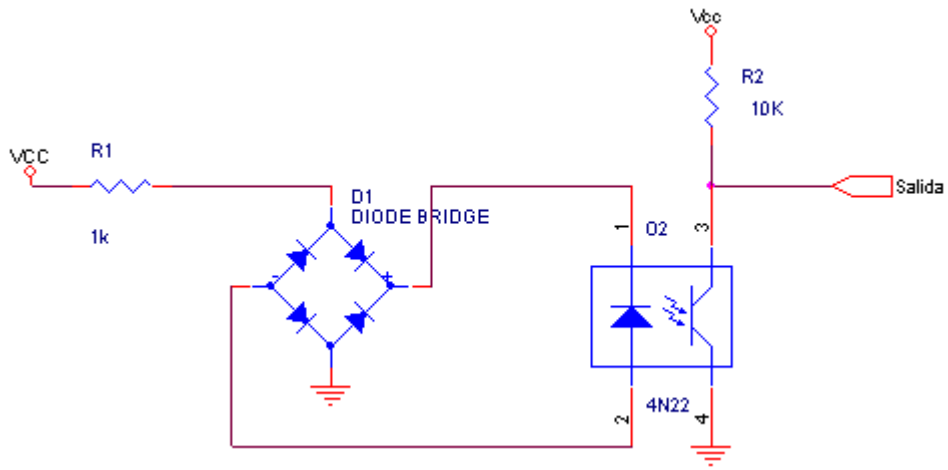 Vcc
R2
10K
VCC
R1
1k
D1
DIODE BRIDGE
-
+
1
O2
3
Salida
2
4N22
4